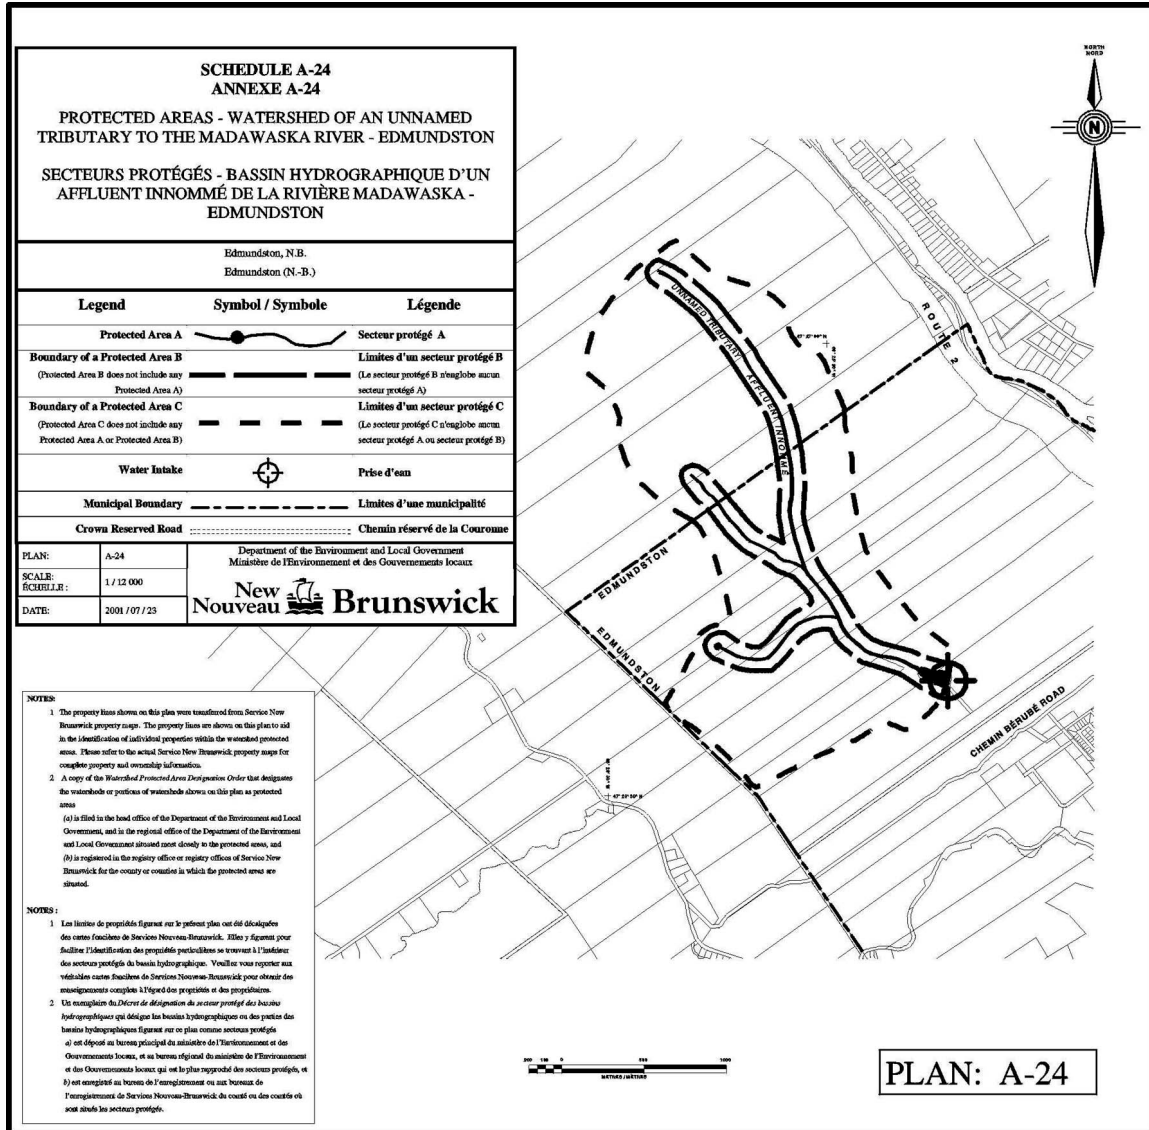 SCHEDULE A-24
ANNEXE A-24
PROTECTED AREAS - WATERSHED OF AN UNNAMED
TRIBUTARY TO THE MADAWASKA RIVER - EDMUNDSTON
SECTEURS PROTÉGÉS - BASSIN HYDROGRAPHIQUE D'UN
AFFLUENT INNOMMÉ DE LA RIVIÈRE MADAWASKA -
EDMUNDSTON
Edmundston, N.B.
Edmundston (N.-B.)
Legend Symbol / Symbole Légende
Protected Area A Secteur protégé A
Boundary of a Protected Area B Limites d'un secteur protégé B
(Protected Area B does not include any (Le secteur protégé B n'englobe aucun
Protected Area A) secteur protégé A)
Boundary of a Protected Area C Limites d'un secteur protégé C
(Protected Area C does not include any (Le secteur protégé C n'englobe aucun
Protected Area A or Protected Area B) secteur protégé A ou secteur protégé B)
Water Intake Prise d'eau
Municipal Boundary Limites d'une municipalité
Crown Reserved Road Chemin réservé de la Couronne
PLAN: A-24
SCALE:
ÉCHELLE : 1 / 12 000
DATE: 2001 / 07 / 23
Department of the Environment and Local Government
Ministère de l'Environnement et des Gouvernements locaux
New
Nouveau Brunswick
NORTH
NORD
N
UNNAMED TRIBUTARY
AFFLUENT INNOMMÉ
ROUTE 2
EDMUNDSTON
EDMUNDSTON
CHEMIN BÉRUBÉ ROAD
NOTES:
1 The property lines shown on this plan were transferred from Service New
Brunswick property maps. The property lines are shown on this plan to aid
in the identification of individual properties within the watershed protected
areas. Please refer to the actual Service New Brunswick property maps for
complete property and ownership information.
2 A copy of the Watershed Protected Area Designation Order that designates
the watersheds or portions of watersheds shown on this plan as protected
areas
(a) is filed in the head office of the Department of the Environment and Local
Government, and in the regional office of the Department of the Environment
and Local Government situated most closely to the protected areas, and
(b) is registered in the registry office or registry offices of Service New
Brunswick for the county or counties in which the protected areas are
situated.
NOTES :
1 Les limites de propriétés figurant sur le présent plan ont été décalquées
des cartes foncières de Services Nouveau-Brunswick. Elles y figurent pour
faciliter l'identification des propriétés particulières se trouvant à l'intérieur
des secteurs protégés du bassin hydrographique. Veuillez vous reporter aux
véritables cartes foncières de Services Nouveau-Brunswick pour obtenir des
renseignements complets à l'égard des propriétés et des propriétaires.
2 Un exemplaire du Décret de désignation du secteur protégé des bassins
hydrographiques qui désigne les bassins hydrographiques ou des parties des
bassins hydrographiques figurant sur ce plan comme secteurs protégés
a) est déposé au bureau principal du ministère de l'Environnement et des
Gouvernements locaux, et au bureau régional du ministère de l'Environnement
et des Gouvernements locaux qui est le plus rapproché des secteurs protégés, et
b) est enregistré au bureau de l'enregistrement ou aux bureaux de
l'enregistrement de Services Nouveau-Brunswick du comté ou des comtés où
sont situés les secteurs protégés.
METRES / MÈTRES
PLAN: A-24